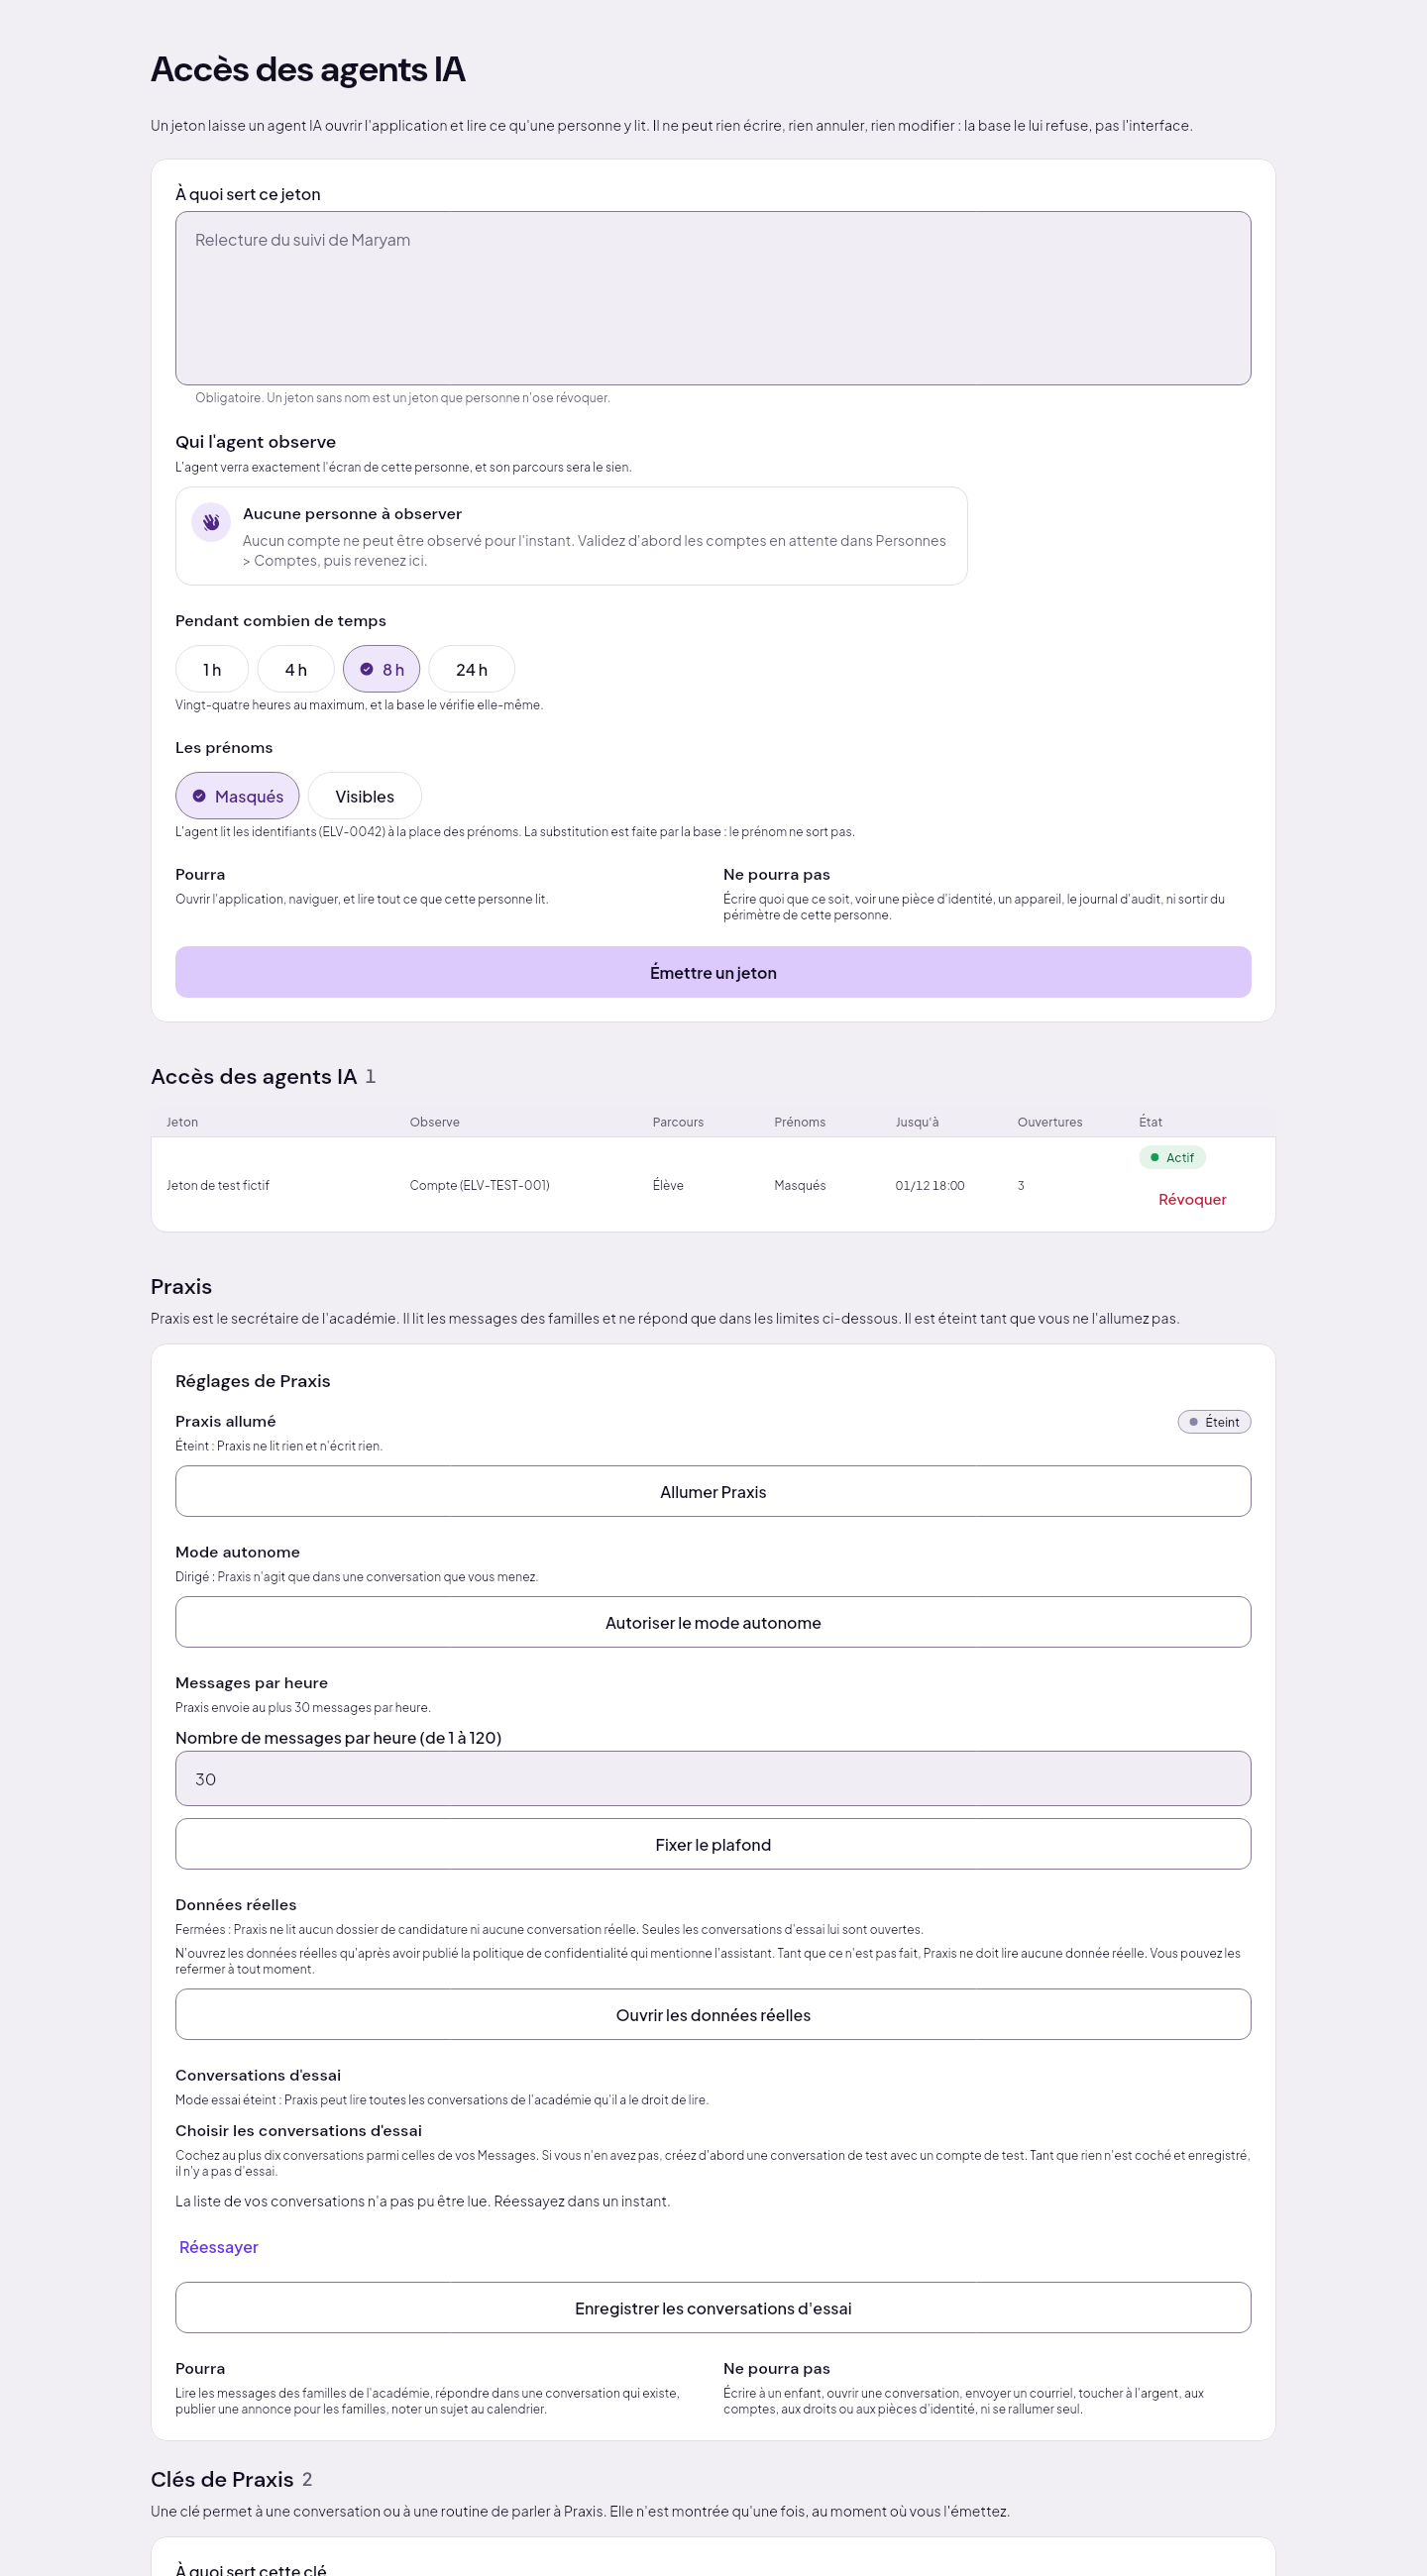 Accès des agents IA
Un jeton laisse un agent IA ouvrir l'application et lire ce qu'une personne y lit. Il ne peut rien écrire, rien annuler, rien modifier : la base le lui refuse, pas l'interface.
À quoi sert ce jeton
Relecture du suivi de Maryam
Obligatoire. Un jeton sans nom est un jeton que personne n'ose révoquer.
Qui l'agent observe
L'agent verra exactement l'écran de cette personne, et son parcours sera le sien.
Aucune personne à observer
Aucun compte ne peut être observé pour l'instant. Validez d'abord les comptes en attente dans Personnes
> Comptes, puis revenez ici.
Pendant combien de temps
1 h
4 h
8 h
24 h
Vingt-quatre heures au maximum, et la base le vérifie elle-même.
Les prénoms
Masqués
Visibles
L'agent lit les identifiants (ELV-0042) à la place des prénoms. La substitution est faite par la base : le prénom ne sort pas.
Pourra
Ouvrir l'application, naviguer, et lire tout ce que cette personne lit.
Ne pourra pas
Écrire quoi que ce soit, voir une pièce d'identité, un appareil, le journal d'audit, ni sortir du
périmètre de cette personne.
Émettre un jeton
Accès des agents IA 1
Jeton Observe Parcours Prénoms Jusqu'à Ouvertures État
Jeton de test fictif Compte (ELV-TEST-001) Élève Masqués 01/12 18:00 3 Actif
Révoquer
Praxis
Praxis est le secrétaire de l'académie. Il lit les messages des familles et ne répond que dans les limites ci-dessous. Il est éteint tant que vous ne l'allumez pas.
Réglages de Praxis
Praxis allumé
Éteint
Éteint : Praxis ne lit rien et n'écrit rien.
Allumer Praxis
Mode autonome
Dirigé : Praxis n'agit que dans une conversation que vous menez.
Autoriser le mode autonome
Messages par heure
Praxis envoie au plus 30 messages par heure.
Nombre de messages par heure (de 1 à 120)
30
Fixer le plafond
Données réelles
Fermées : Praxis ne lit aucun dossier de candidature ni aucune conversation réelle. Seules les conversations d'essai lui sont ouvertes.
N'ouvrez les données réelles qu'après avoir publié la politique de confidentialité qui mentionne l'assistant. Tant que ce n'est pas fait, Praxis ne doit lire aucune donnée réelle. Vous pouvez les
refermer à tout moment.
Ouvrir les données réelles
Conversations d'essai
Mode essai éteint : Praxis peut lire toutes les conversations de l'académie qu'il a le droit de lire.
Choisir les conversations d'essai
Cochez au plus dix conversations parmi celles de vos Messages. Si vous n'en avez pas, créez d'abord une conversation de test avec un compte de test. Tant que rien n'est coché et enregistré,
il n'y a pas d'essai.
La liste de vos conversations n'a pas pu être lue. Réessayez dans un instant.
Réessayer
Enregistrer les conversations d'essai
Pourra
Lire les messages des familles de l'académie, répondre dans une conversation qui existe,
publier une annonce pour les familles, noter un sujet au calendrier.
Ne pourra pas
Écrire à un enfant, ouvrir une conversation, envoyer un courriel, toucher à l'argent, aux
comptes, aux droits ou aux pièces d'identité, ni se rallumer seul.
Clés de Praxis 2
Une clé permet à une conversation ou à une routine de parler à Praxis. Elle n'est montrée qu'une fois, au moment où vous l'émettez.
À quoi sert cette clé